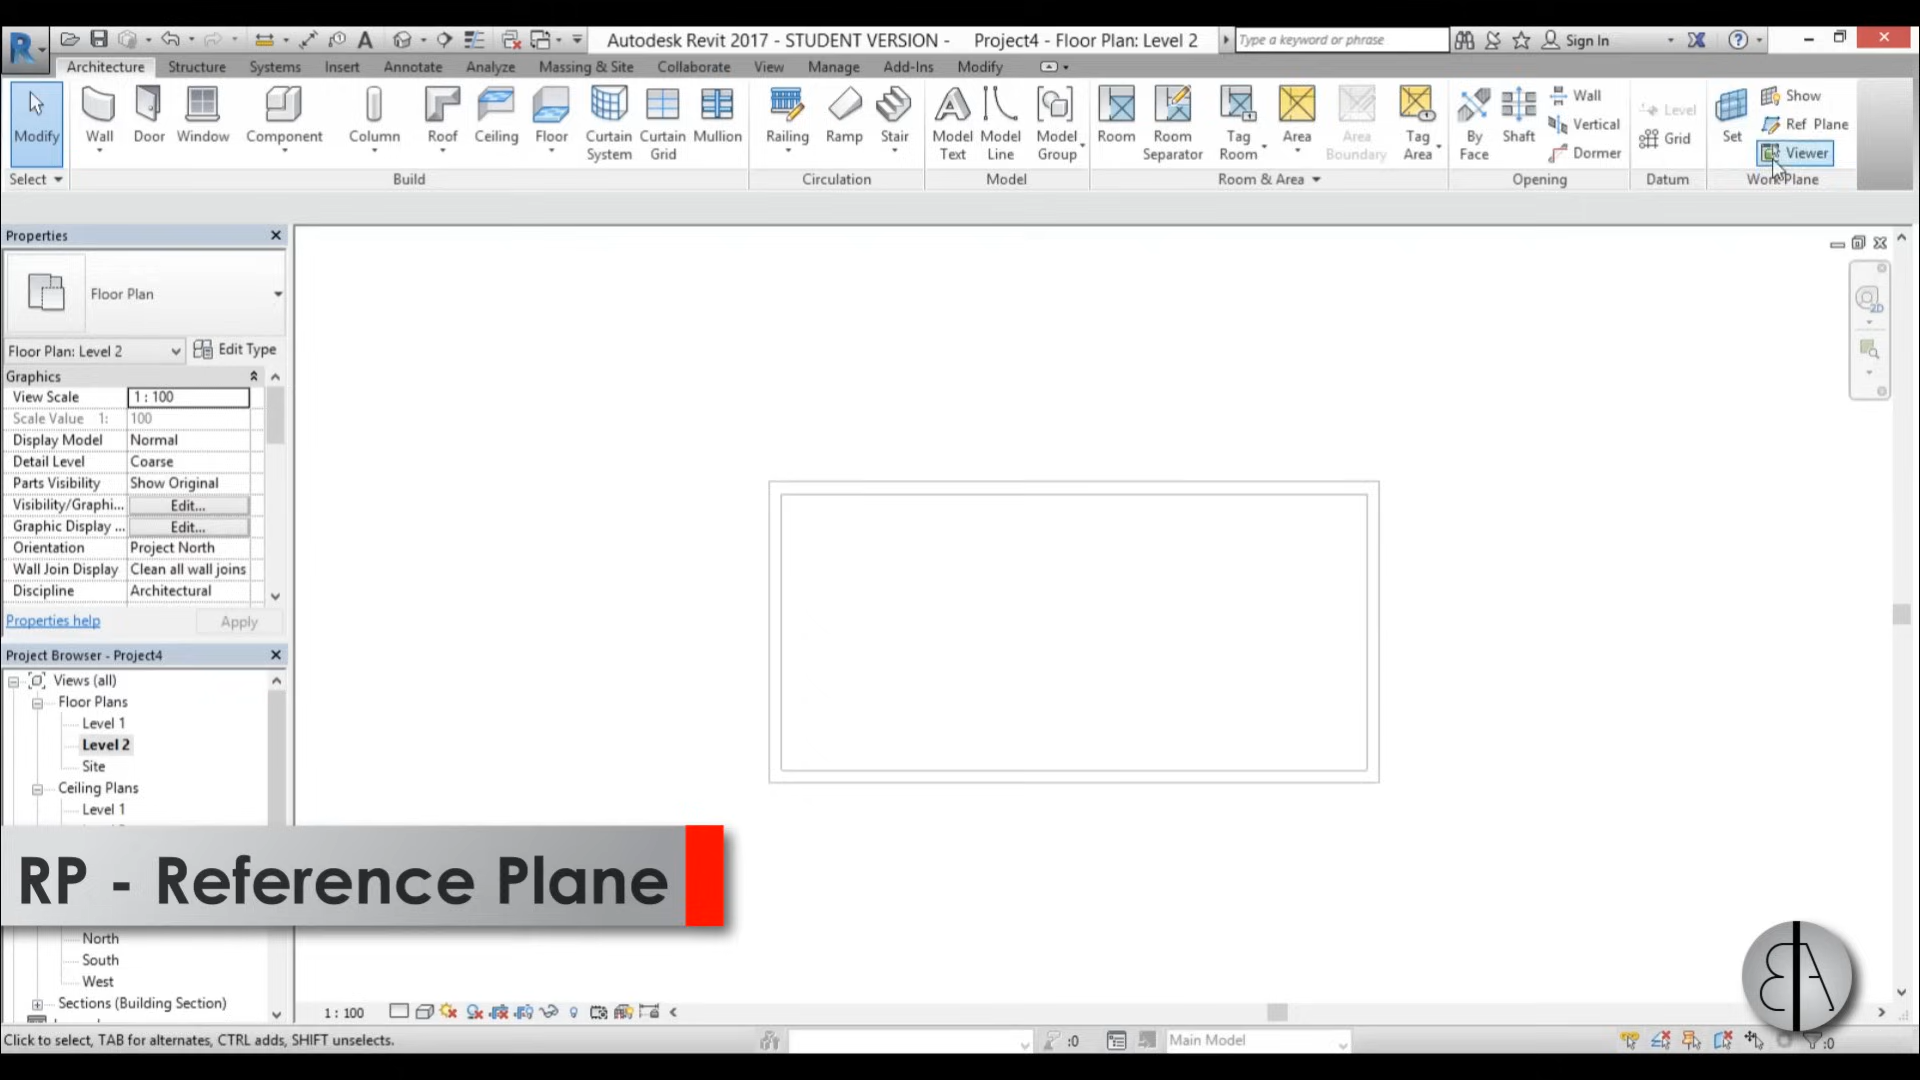 Autodesk Revit 2017 - STUDENT VERSION - Project4 - Floor Plan: Level 2 Type a keyword or phrase Sign In
Architecture Structure Systems Insert Annotate Analyze Massing & Site Collaborate View Manage Add-Ins Modify
Modify Wall Door Window Component Column Roof Ceiling Floor Curtain System Curtain Grid Mullion Railing Ramp Stair Model Text Model Line Model Group Room Room Separator Tag Room Area Area Boundary Tag Area By Face Shaft Wall Vertical Dormer Level Grid Set Show Ref Plane Viewer
Select Build Circulation Model Room & Area Opening Datum Work Plane
Properties
Floor Plan
Floor Plan: Level 2 Edit Type
Graphics
View Scale 1 : 100
Scale Value 1: 100
Display Model Normal
Detail Level Coarse
Parts Visibility Show Original
Visibility/Graphi... Edit...
Graphic Display ... Edit...
Orientation Project North
Wall Join Display Clean all wall joins
Discipline Architectural
Properties help Apply
Project Browser - Project4
Views (all)
Floor Plans
Level 1
Level 2
Site
Ceiling Plans
Level 1
RP - Reference Plane
North
South
West
Sections (Building Section)
1 : 100
Click to select, TAB for alternates, CTRL adds, SHIFT unselects. :0 Main Model :0